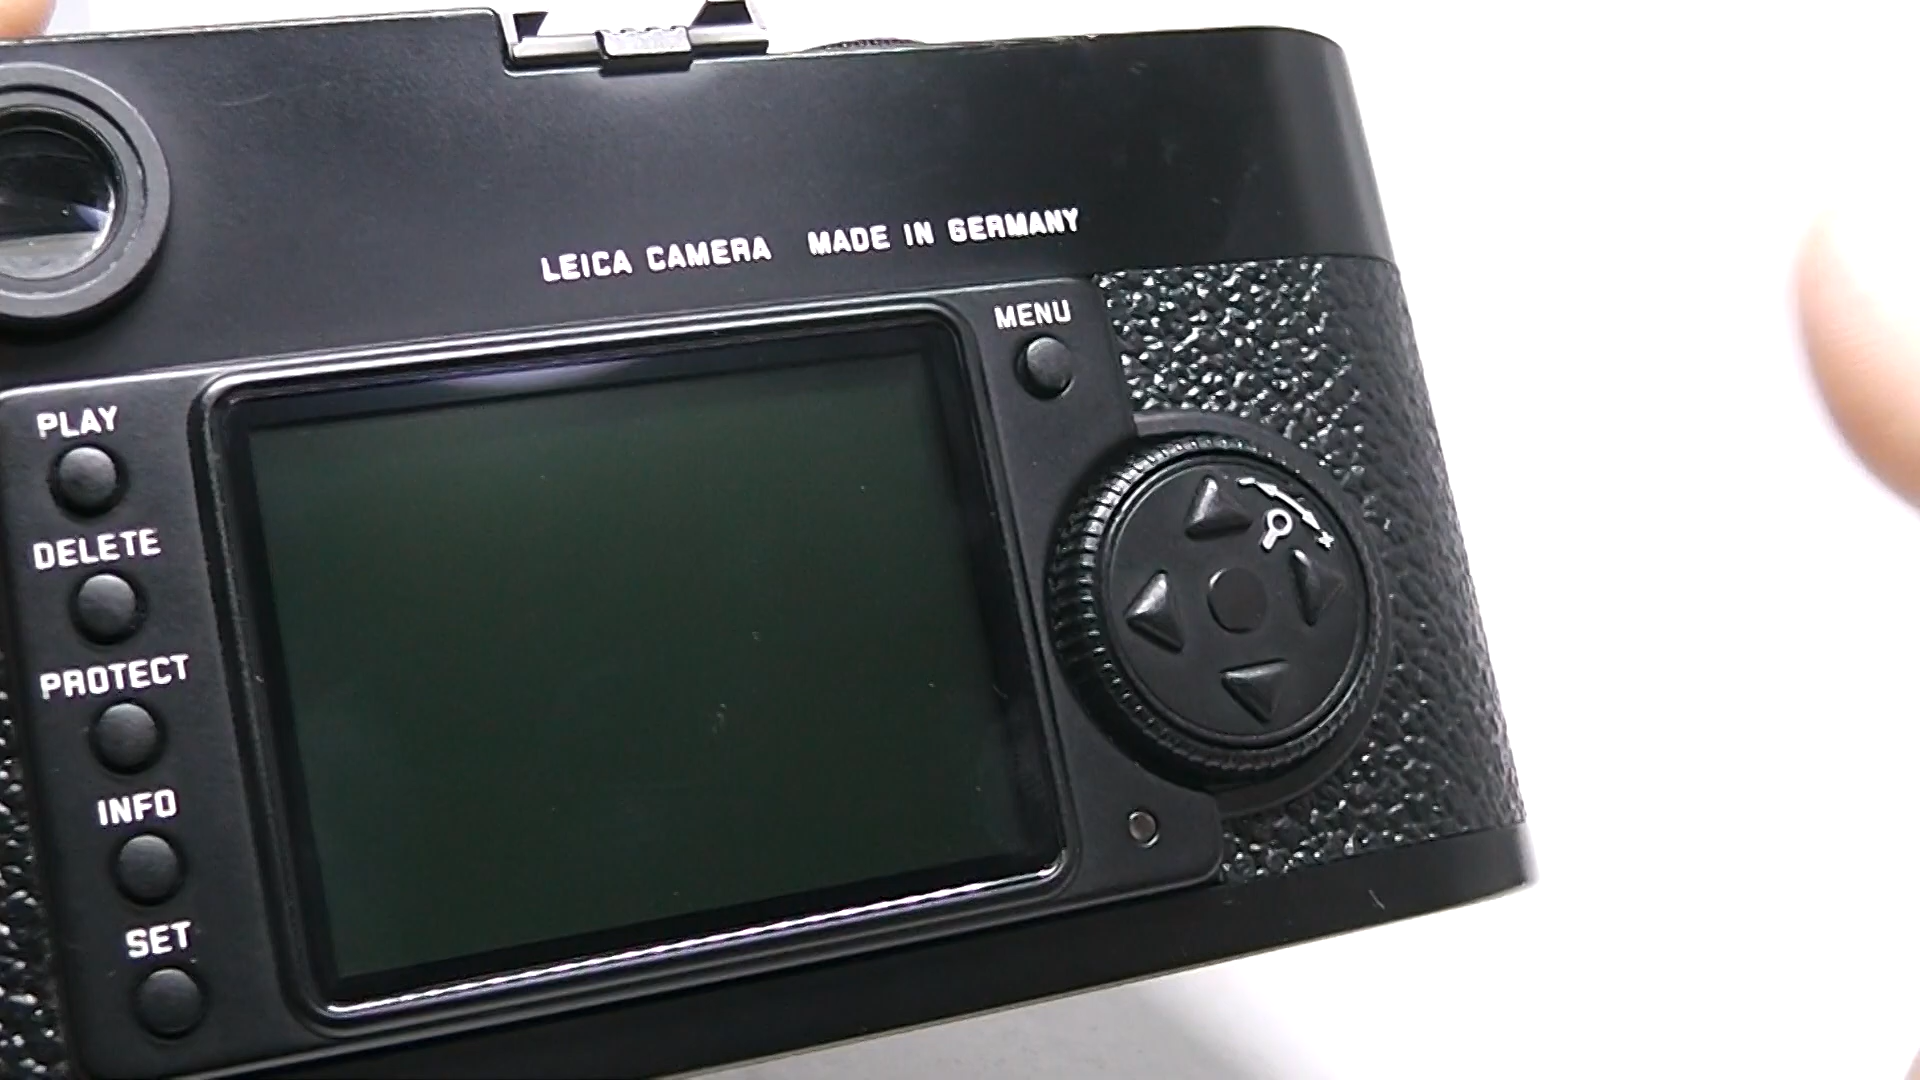 LEICA CAMERA MADE IN GERMANY
MENU
PLAY
DELETE
PROTECT
INFO
SET